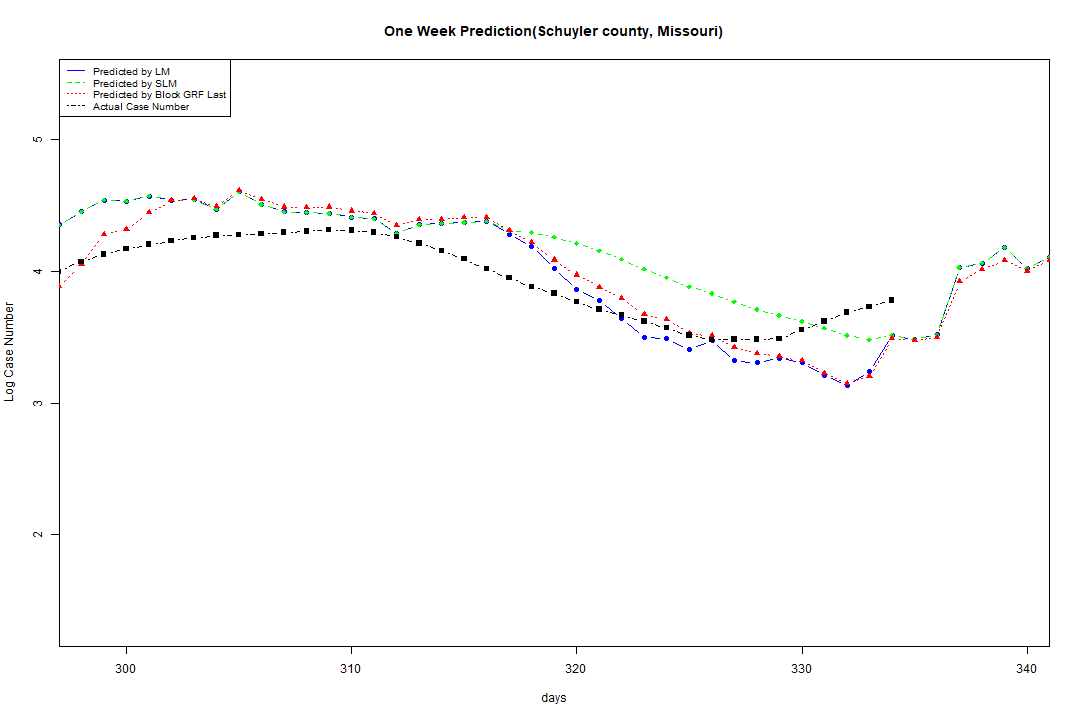 One Week Prediction(Schuyler county, Missouri)
Predicted by LM
Predicted by SLM
Predicted by Block GRF Last
Actual Case Number
5
4
3
2
Log Case Number
300 310 320 330 340
days